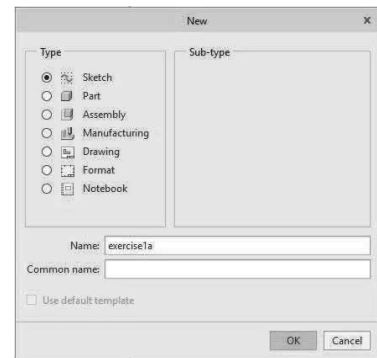 New
Type
Sub-type
Sketch
Part
Assembly
Manufacturing
Drawing
Format
Notebook
Name: exercise1a
Common name:
Use default template
OK Cancel